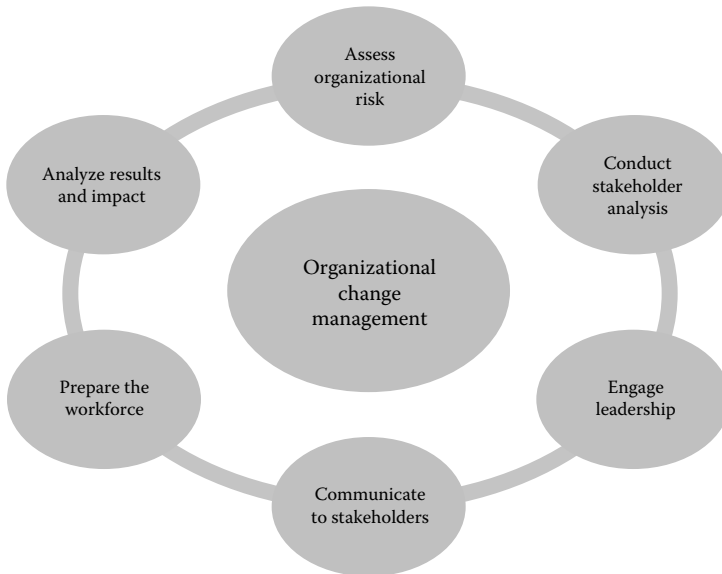 Assess
organizational
risk
Conduct
stakeholder
analysis
Engage
leadership
Communicate
to stakeholders
Prepare the
workforce
Analyze results
and impact
Organizational
change
management